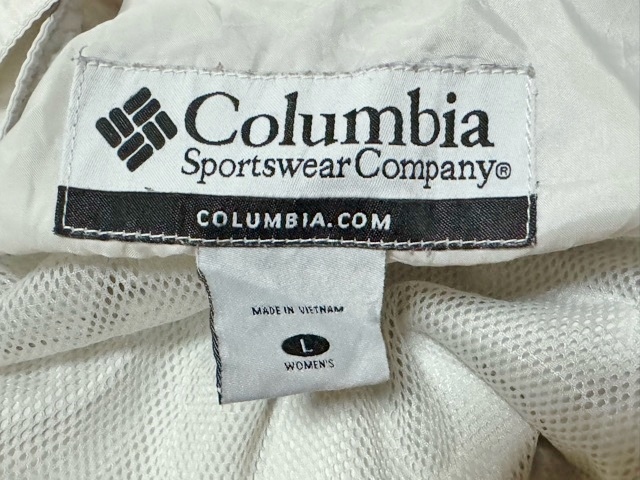 Columbia
Sportswear Company®
COLUMBIA.COM
MADE IN VIETNAM
L
WOMEN'S